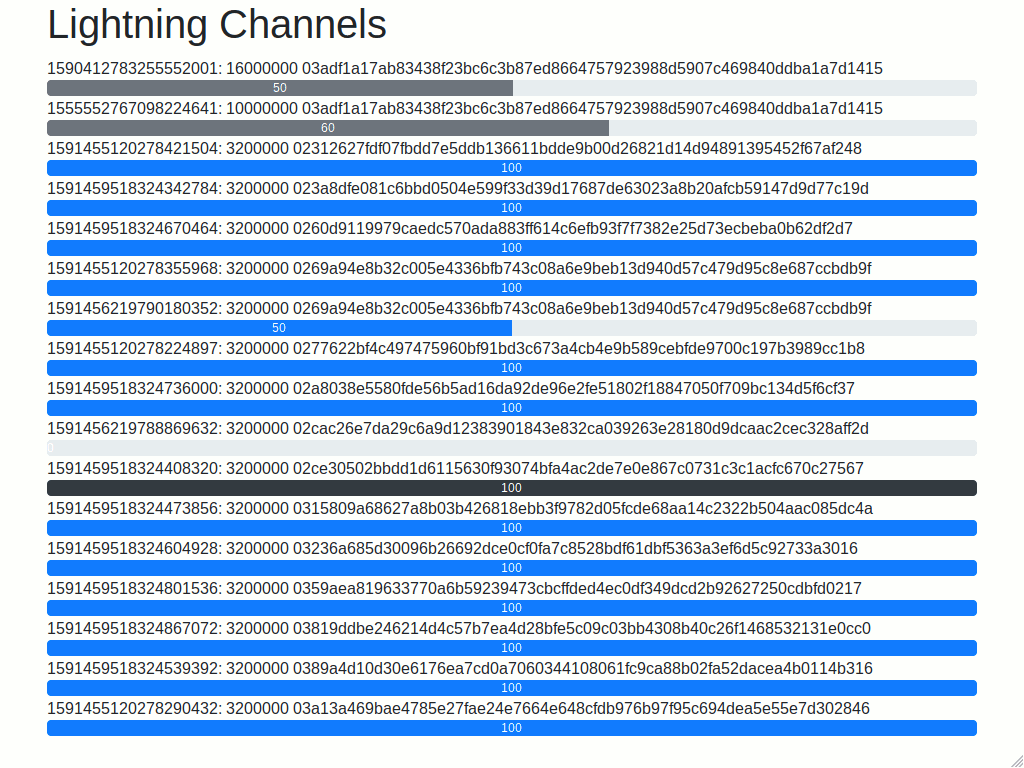 Lightning Channels
1590412783255552001: 16000000 03adf1a17ab83438f23bc6c3b87ed8664757923988d5907c469840ddba1a7d1415
50
1555552767098224641: 10000000 03adf1a17ab83438f23bc6c3b87ed8664757923988d5907c469840ddba1a7d1415
60
1591455120278421504: 3200000 02312627fdf07fbdd7e5ddb136611bdde9b00d26821d14d94891395452f67af248
100
1591459518324342784: 3200000 023a8dfe081c6bbd0504e599f33d39d17687de63023a8b20afcb59147d9d77c19d
100
1591459518324670464: 3200000 0260d9119979caedc570ada883ff614c6efb93f7f7382e25d73ecbeba0b62df2d7
100
1591455120278355968: 3200000 0269a94e8b32c005e4336bfb743c08a6e9beb13d940d57c479d95c8e687ccbdb9f
100
1591456219790180352: 3200000 0269a94e8b32c005e4336bfb743c08a6e9beb13d940d57c479d95c8e687ccbdb9f
50
1591455120278224897: 3200000 0277622bf4c497475960bf91bd3c673a4cb4e9b589cebfde9700c197b3989cc1b8
100
1591459518324736000: 3200000 02a8038e5580fde56b5ad16da92de96e2fe51802f18847050f709bc134d5f6cf37
100
1591456219788869632: 3200000 02cac26e7da29c6a9d12383901843e832ca039263e28180d9dcaac2cec328aff2d
0
1591459518324408320: 3200000 02ce30502bbdd1d6115630f93074bfa4ac2de7e0e867c0731c3c1acfc670c27567
100
1591459518324473856: 3200000 0315809a68627a8b03b426818ebb3f9782d05fcde68aa14c2322b504aac085dc4a
100
1591459518324604928: 3200000 03236a685d30096b26692dce0cf0fa7c8528bdf61dbf5363a3ef6d5c92733a3016
100
1591459518324801536: 3200000 0359aea819633770a6b59239473cbcffded4ec0df349dcd2b92627250cdbfd0217
100
1591459518324867072: 3200000 03819ddbe246214d4c57b7ea4d28bfe5c09c03bb4308b40c26f1468532131e0cc0
100
1591459518324539392: 3200000 0389a4d10d30e6176ea7cd0a7060344108061fc9ca88b02fa52dacea4b0114b316
100
1591455120278290432: 3200000 03a13a469bae4785e27fae24e7664e648cfdb976b97f95c694dea5e55e7d302846
100